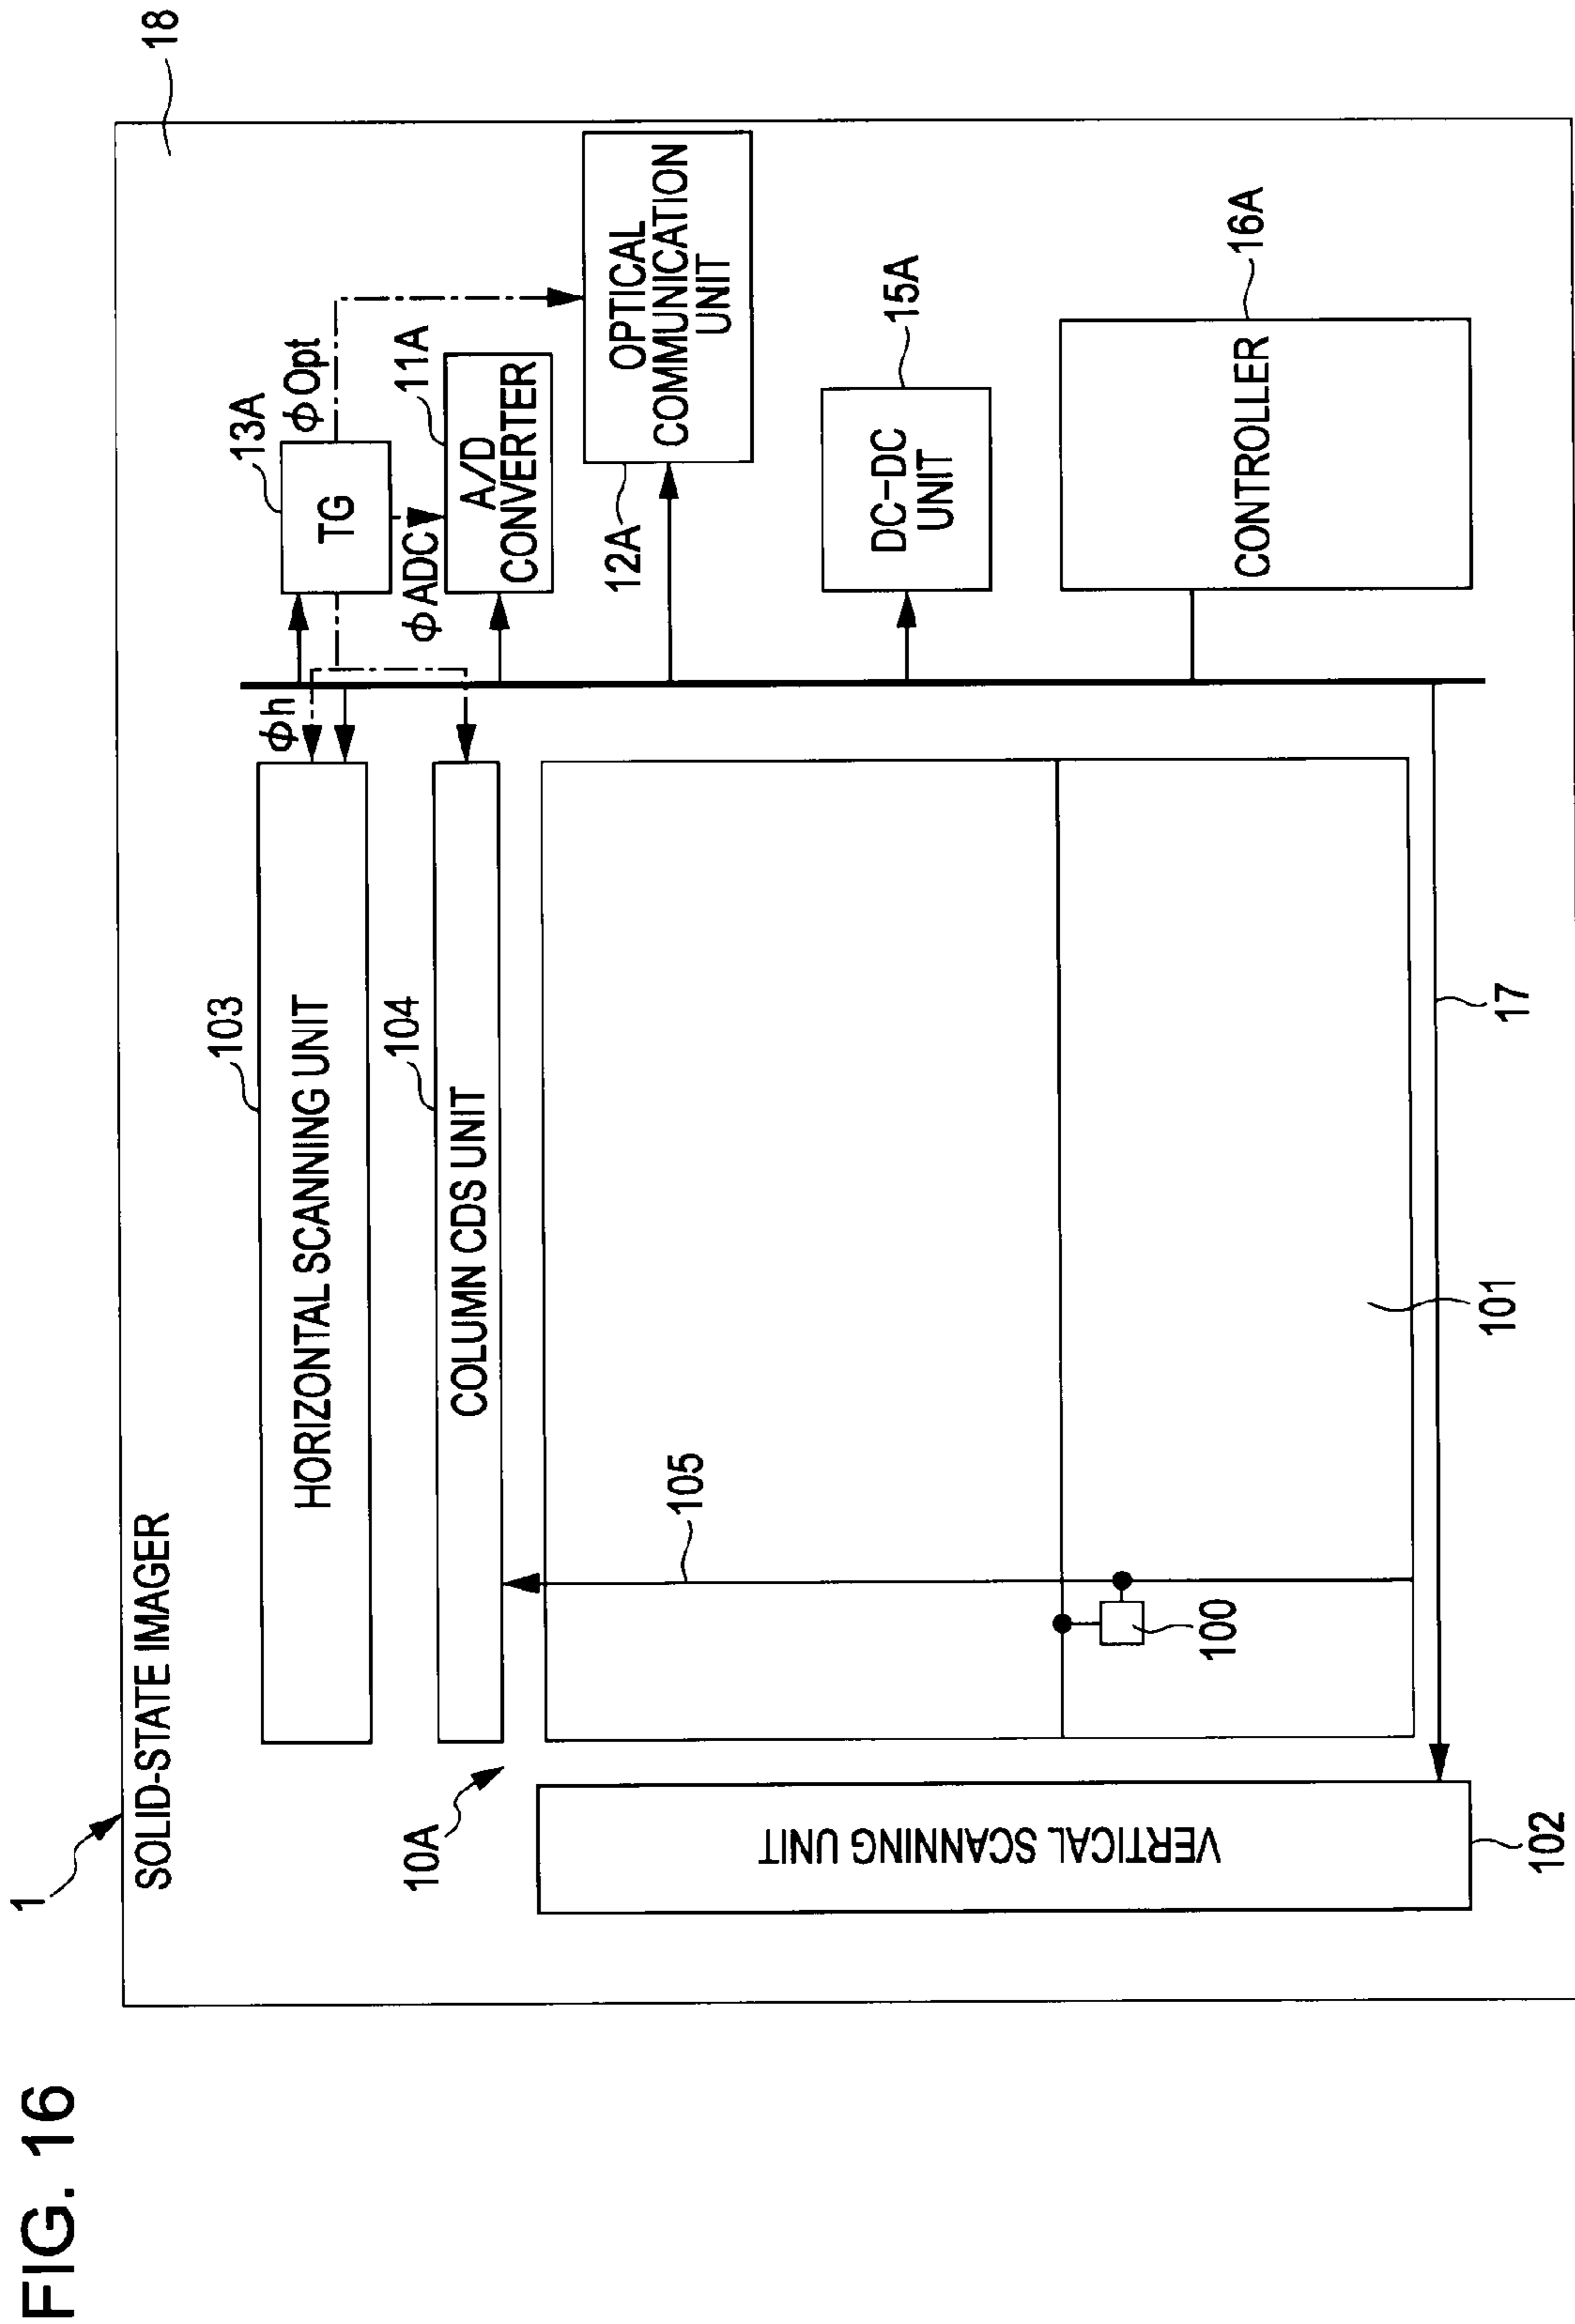 FIG. 16
1
SOLID-STATE IMAGER
18
103
HORIZONTAL SCANNING UNIT
ϕh
13A
TG
ϕOpt
ϕADC
104
COLUMN CDS UNIT
11A
A/D
CONVERTER
10A
12A
OPTICAL
COMMUNICATION
UNIT
105
15A
DC-DC
UNIT
VERTICAL SCANNING UNIT
100
16A
CONTROLLER
101
17
102